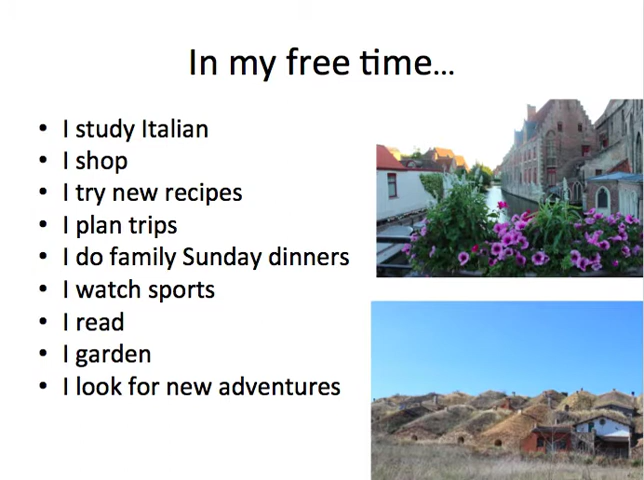 In my free time...
• I study Italian
• I shop
• I try new recipes
• I plan trips
• I do family Sunday dinners
• I watch sports
• I read
• I garden
• I look for new adventures